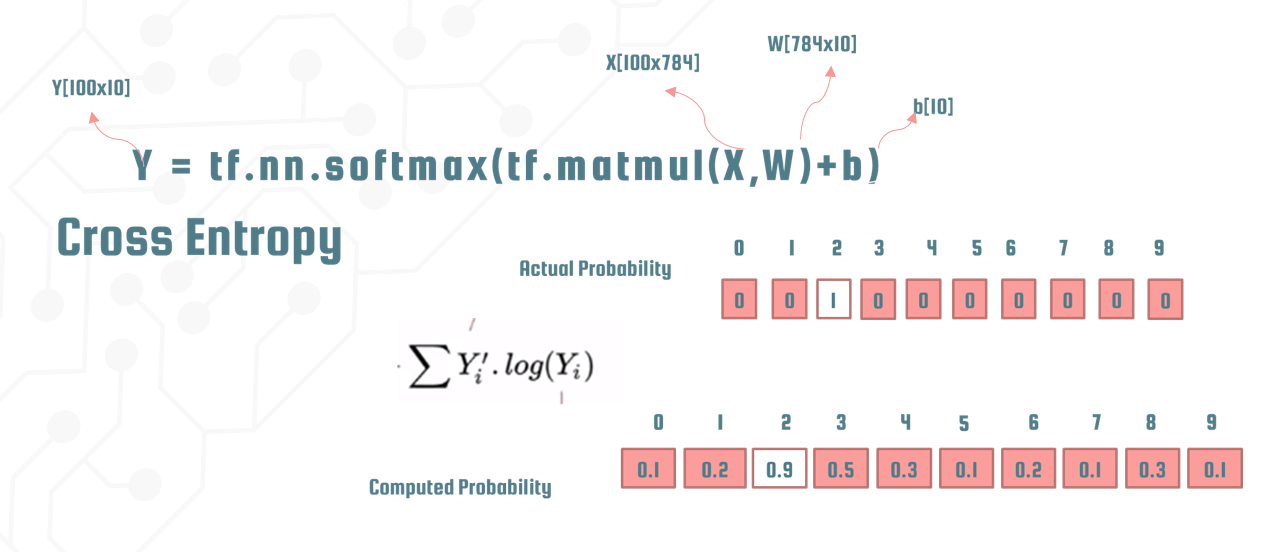 W[784x10]
X[100x784]
Y[100x10]
b[10]
Y = tf.nn.softmax(tf.matmul(X,W)+b)
Cross Entropy
0 1 2 3 4 5 6 7 8 9
Actual Probability
0 0 1 0 0 0 0 0 0 0
∑ Y′ᵢ . log(Yᵢ)
0 1 2 3 4 5 6 7 8 9
0.1 0.2 0.9 0.5 0.3 0.1 0.2 0.1 0.3 0.1
Computed Probability